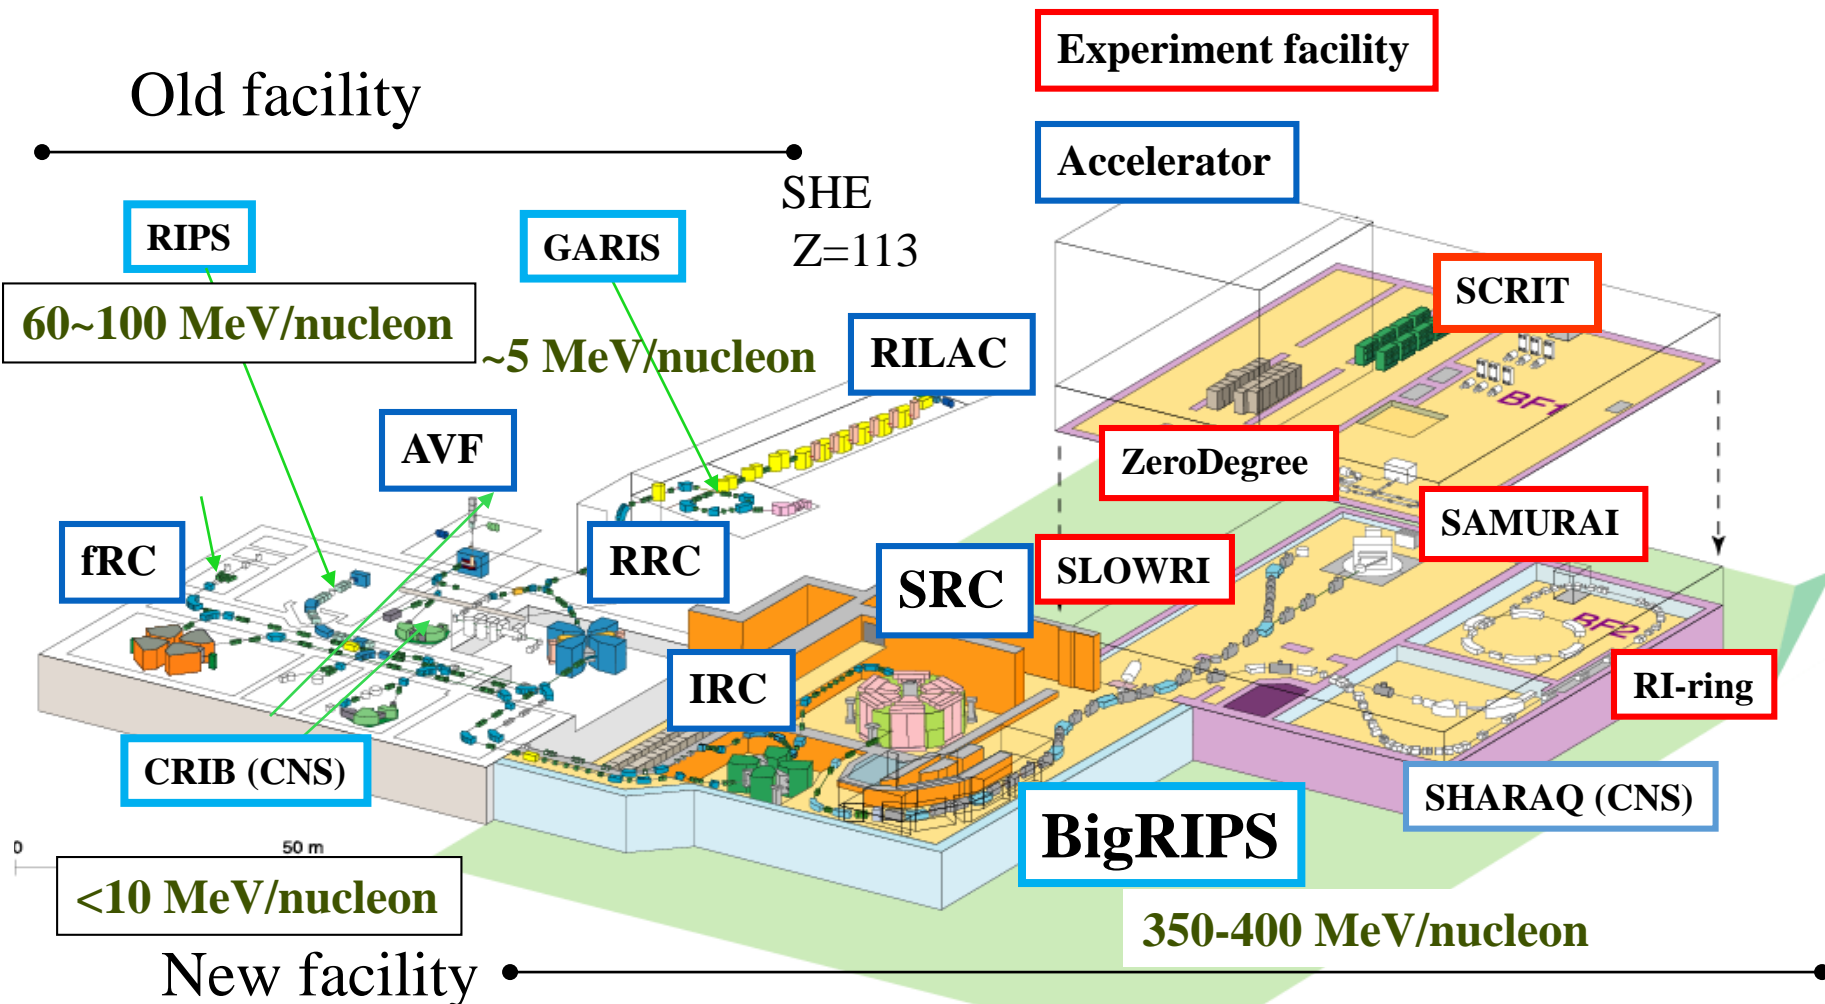 Experiment facility
Old facility
Accelerator
SHE
Z=113
RIPS
GARIS
SCRIT
60~100 MeV/nucleon
~5 MeV/nucleon
RILAC
BF1
AVF
ZeroDegree
SAMURAI
fRC
RRC
SRC
SLOWRI
BF2
IRC
RI-ring
CRIB (CNS)
SHARAQ (CNS)
BigRIPS
0 50 m
<10 MeV/nucleon
350-400 MeV/nucleon
New facility